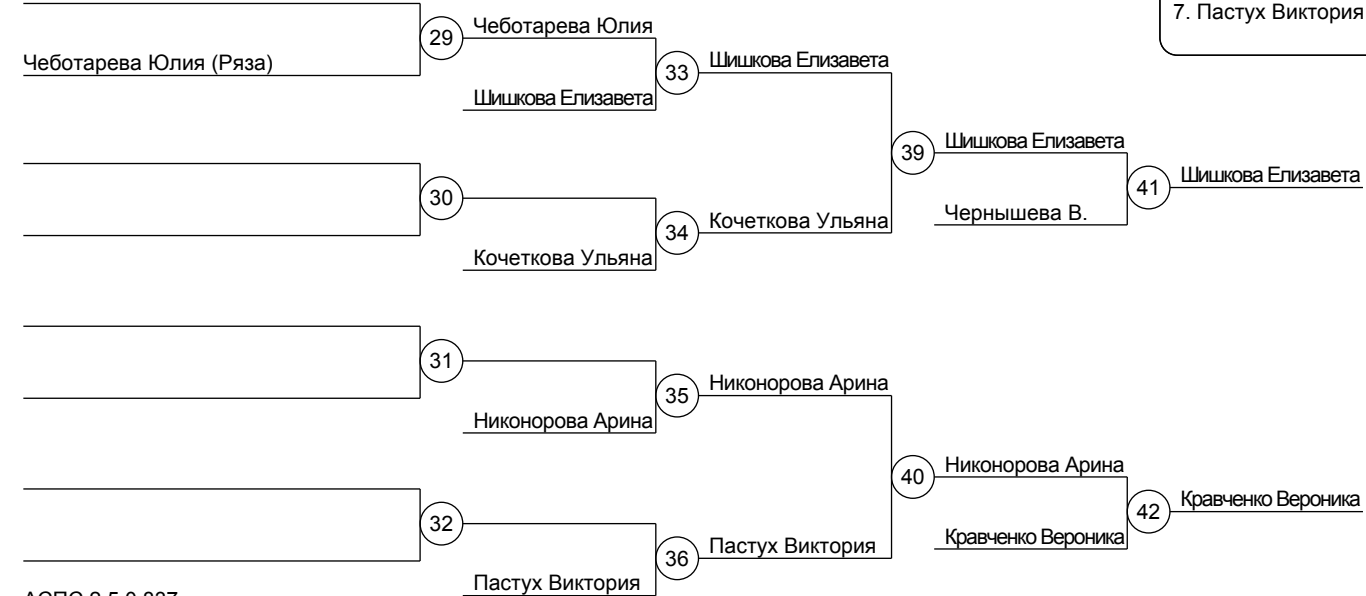 7. Пастух Виктория
29 Чеботарева Юлия
Чеботарева Юлия (Ряза)
33 Шишкова Елизавета
Шишкова Елизавета
39 Шишкова Елизавета
41 Шишкова Елизавета
30
34 Кочеткова Ульяна
Чернышева В.
Кочеткова Ульяна
31
35 Никонорова Арина
Никонорова Арина
40 Никонорова Арина
42 Кравченко Вероника
32
Кравченко Вероника
36 Пастух Виктория
Пастух Виктория